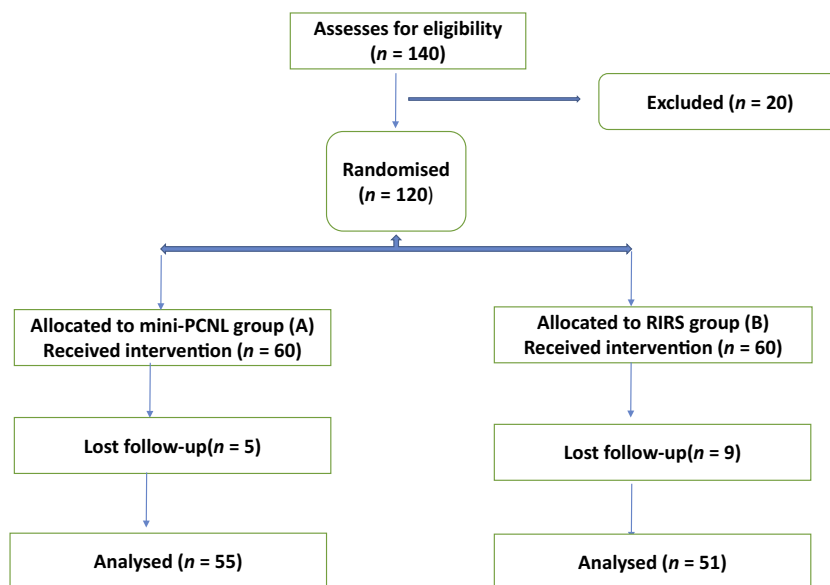 Assesses for eligibility
(n = 140)
Excluded (n = 20)
Randomised
(n = 120)
Allocated to mini-PCNL group (A)
Received intervention (n = 60)
Allocated to RIRS group (B)
Received intervention (n = 60)
Lost follow-up(n = 5)
Lost follow-up(n = 9)
Analysed (n = 55)
Analysed (n = 51)